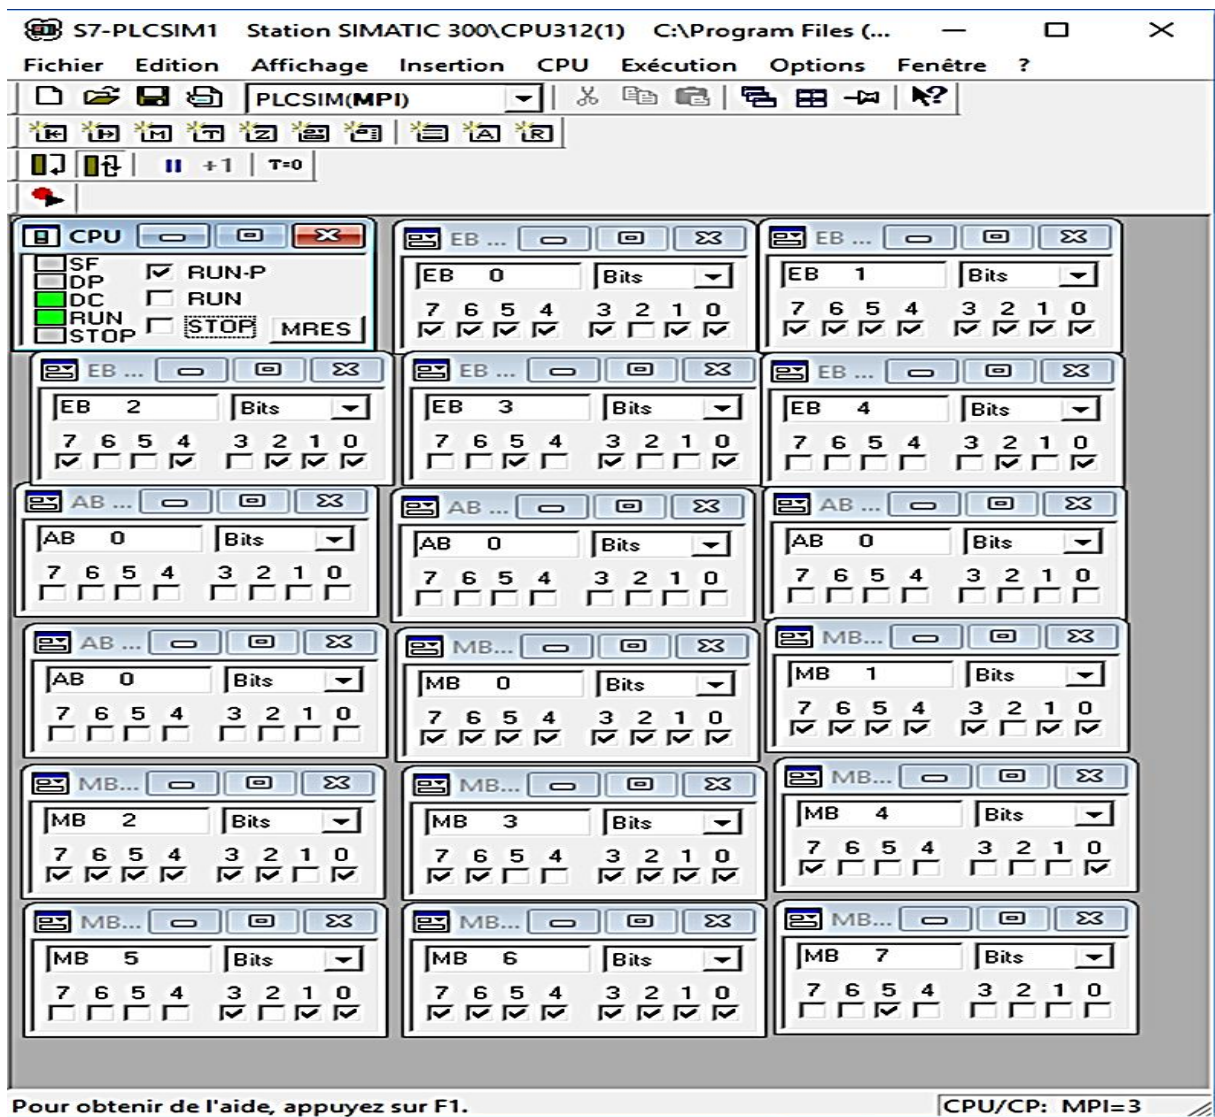 S7-PLCSIM1 Station SIMATIC 300\CPU312(1) C:\Program Files (...
Fichier Edition Affichage Insertion CPU Exécution Options Fenêtre ?
PLCSIM(MPI)
+1 T=0
CPU
SF
DP
DC
RUN
STOP
RUN-P
RUN
STOP MRES
EB ...
EB 0 Bits
7 6 5 4 3 2 1 0
EB ...
EB 1 Bits
7 6 5 4 3 2 1 0
EB ...
EB 2 Bits
7 6 5 4 3 2 1 0
EB ...
EB 3 Bits
7 6 5 4 3 2 1 0
EB ...
EB 4 Bits
7 6 5 4 3 2 1 0
AB ...
AB 0 Bits
7 6 5 4 3 2 1 0
AB ...
AB 0 Bits
7 6 5 4 3 2 1 0
AB ...
AB 0 Bits
7 6 5 4 3 2 1 0
AB ...
AB 0 Bits
7 6 5 4 3 2 1 0
MB...
MB 0 Bits
7 6 5 4 3 2 1 0
MB...
MB 1 Bits
7 6 5 4 3 2 1 0
MB...
MB 2 Bits
7 6 5 4 3 2 1 0
MB...
MB 3 Bits
7 6 5 4 3 2 1 0
MB...
MB 4 Bits
7 6 5 4 3 2 1 0
MB...
MB 5 Bits
7 6 5 4 3 2 1 0
MB...
MB 6 Bits
7 6 5 4 3 2 1 0
MB...
MB 7 Bits
7 6 5 4 3 2 1 0
Pour obtenir de l'aide, appuyez sur F1.
CPU/CP: MPI=3